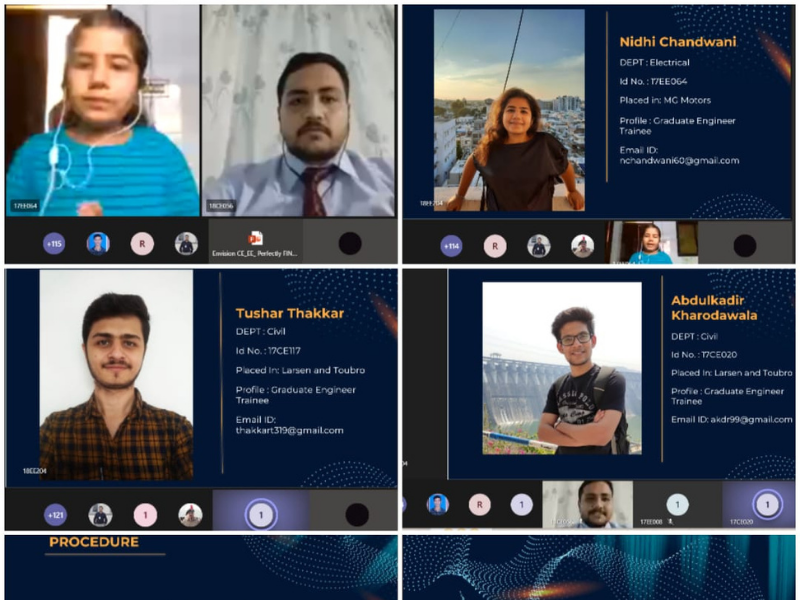 17EE064
18CE056
+115
R
Envision CE_EE_Perfectly FIN...
Nidhi Chandwani
DEPT : Electrical
Id No. : 17EE064
Placed in: MG Motors
Profile : Graduate Engineer
Trainee
Email ID:
nchandwani60@gmail.com
18EE204
+114
R
Tushar Thakkar
DEPT : Civil
Id No. : 17CE117
Placed in: Larsen and Toubro
Profile : Graduate Engineer
Trainee
Email ID:
thakkart319@gmail.com
18EE204
+121
1
1
Abdulkadir
Kharodawala
DEPT : Civil
Id No. : 17CE020
Placed In: Larsen and Toubro
Profile : Graduate Engineer
Trainee
Email ID: akdr99@gmail.com
04
R
1
1
1
17CE020
PROCEDURE